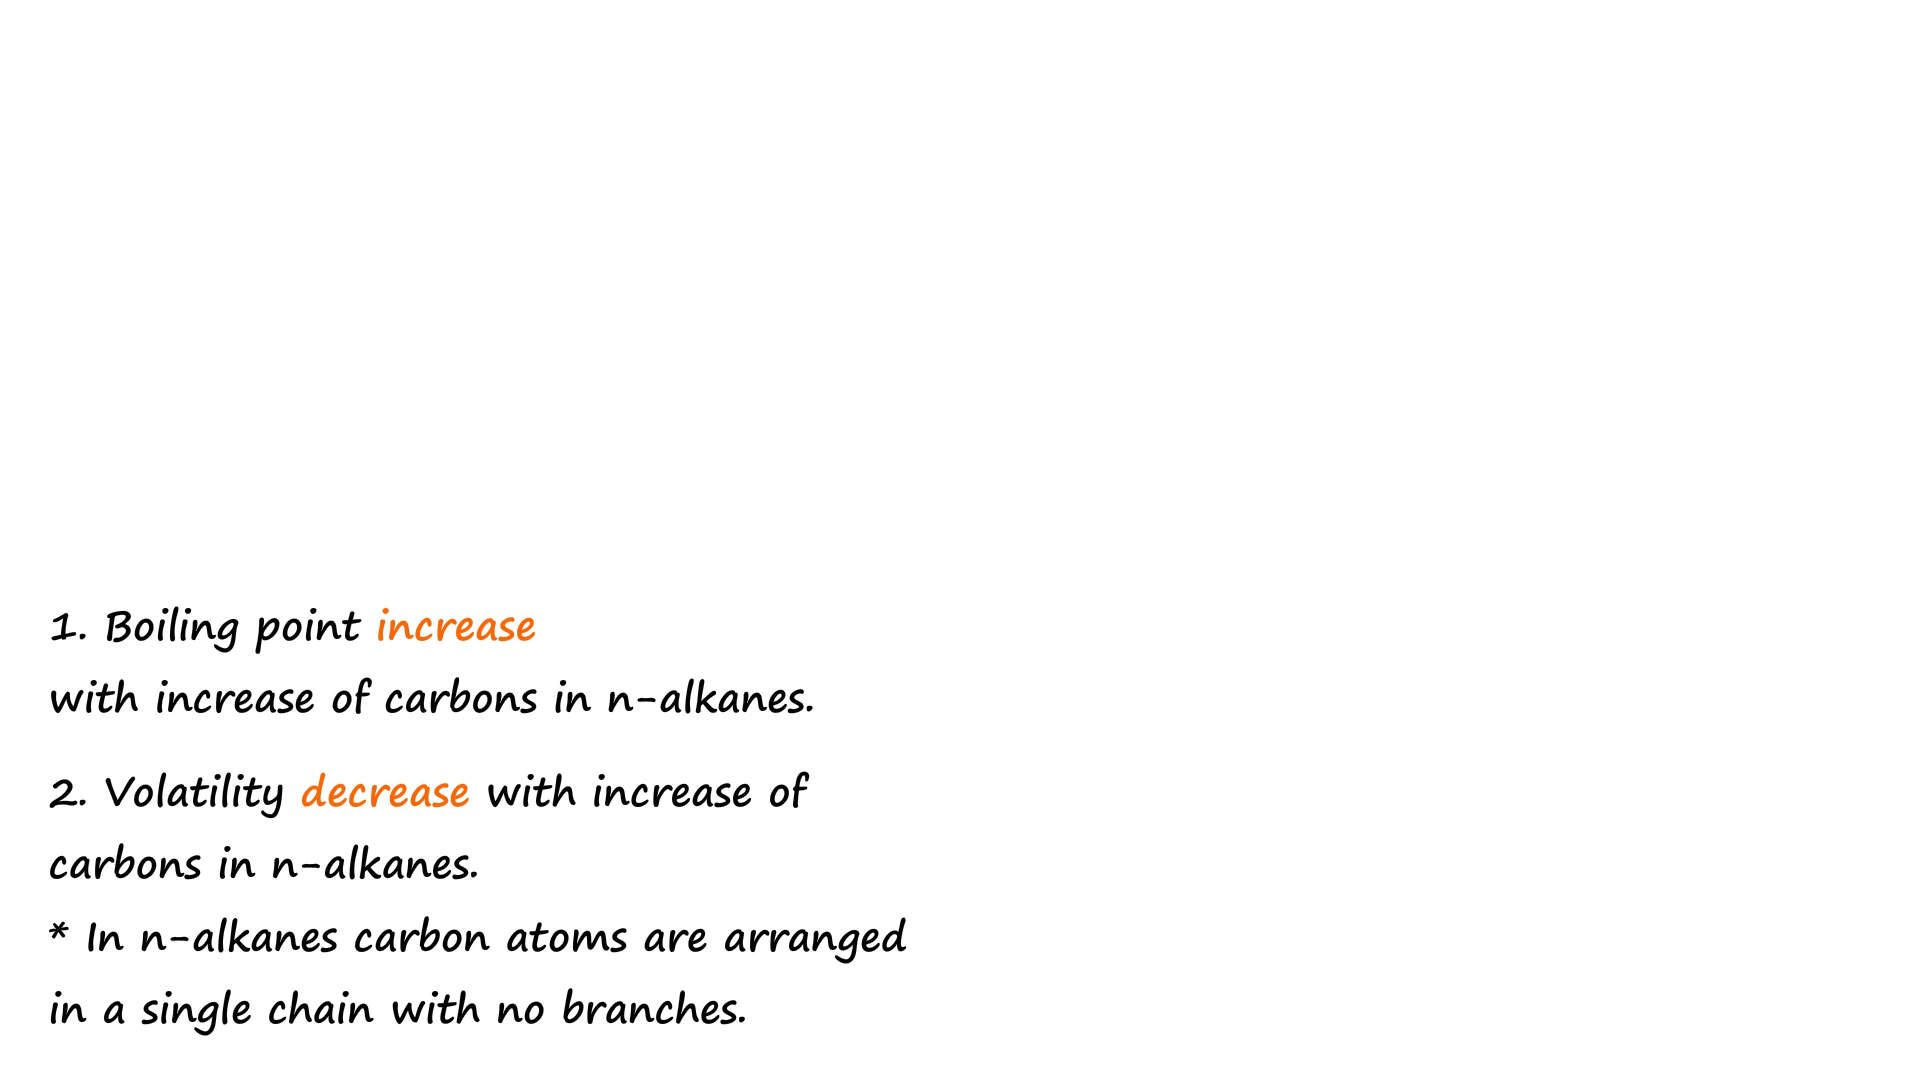 1. Boiling point increase
with increase of carbons in n-alkanes.
2. Volatility decrease with increase of
carbons in n-alkanes.
* In n-alkanes carbon atoms are arranged
in a single chain with no branches.